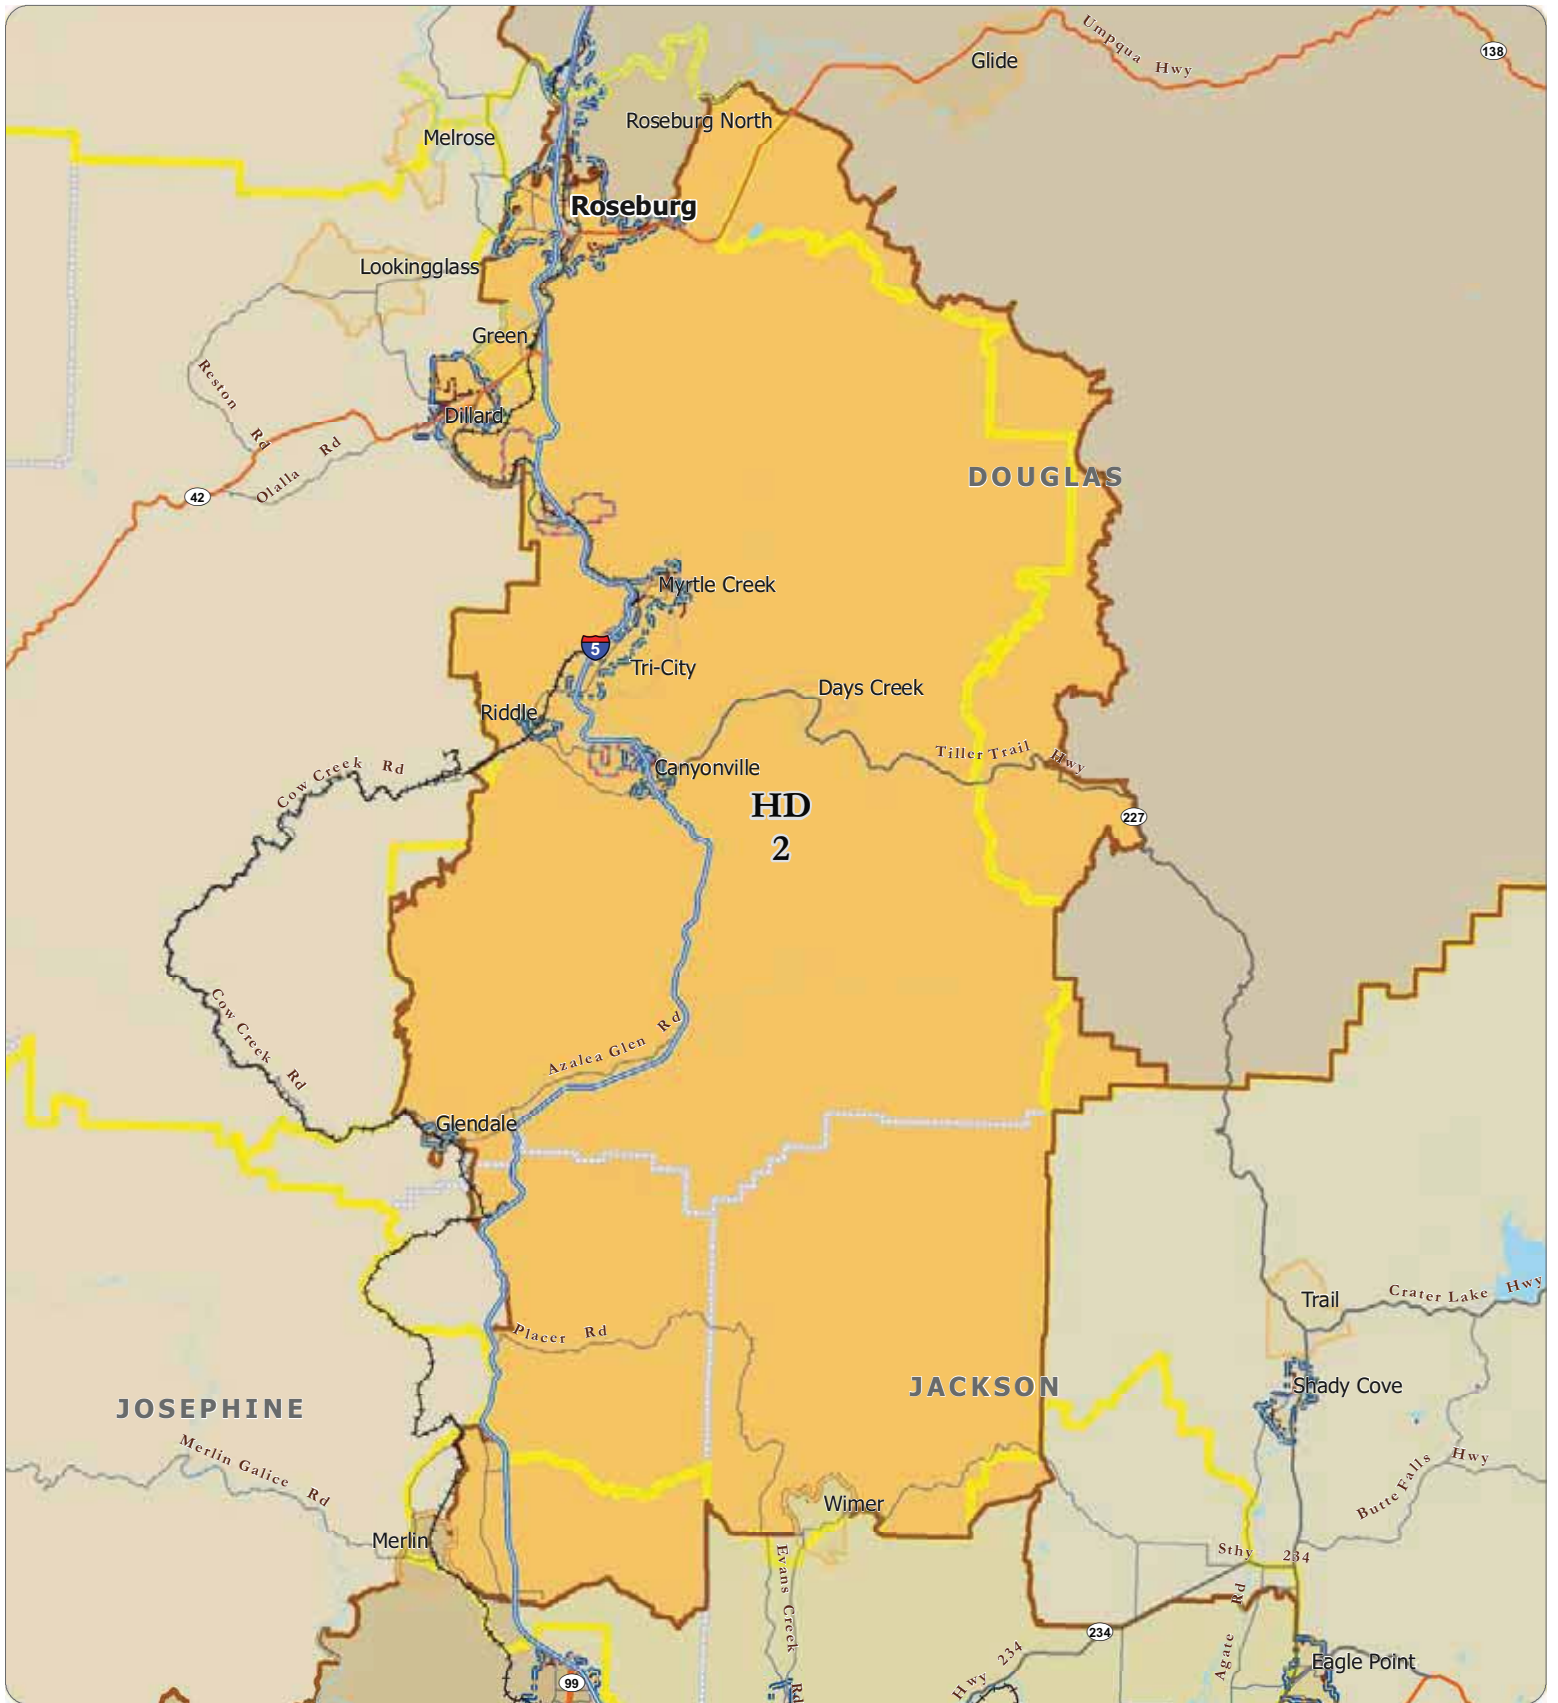 Umpqua Hwy
138
Glide
Roseburg North
Melrose
Roseburg
Lookingglass
Green
Reston Rd
Dillard
Olalla Rd
42
DOUGLAS
Myrtle Creek
5
Tri-City
Days Creek
Riddle
Tiller Trail Hwy
Cow Creek Rd
Canyonville
HD
2
227
Cow Creek Rd
Azalea Glen Rd
Glendale
Trail
Crater Lake Hwy
Placer Rd
JACKSON
Shady Cove
JOSEPHINE
Merlin Galice Rd
Butte Falls Hwy
Wimer
Merlin
Evans Creek Rd
Sthy 234
Agate Rd
234
Hwy 234
Eagle Point
99